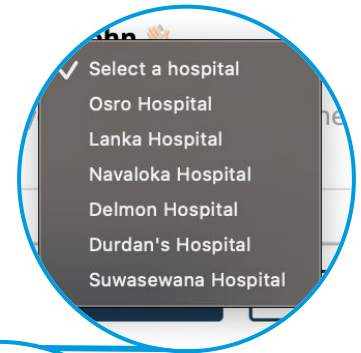 Select a hospital
Osro Hospital
Lanka Hospital
Navaloka Hospital
Delmon Hospital
Durdan's Hospital
Suwasewana Hospital